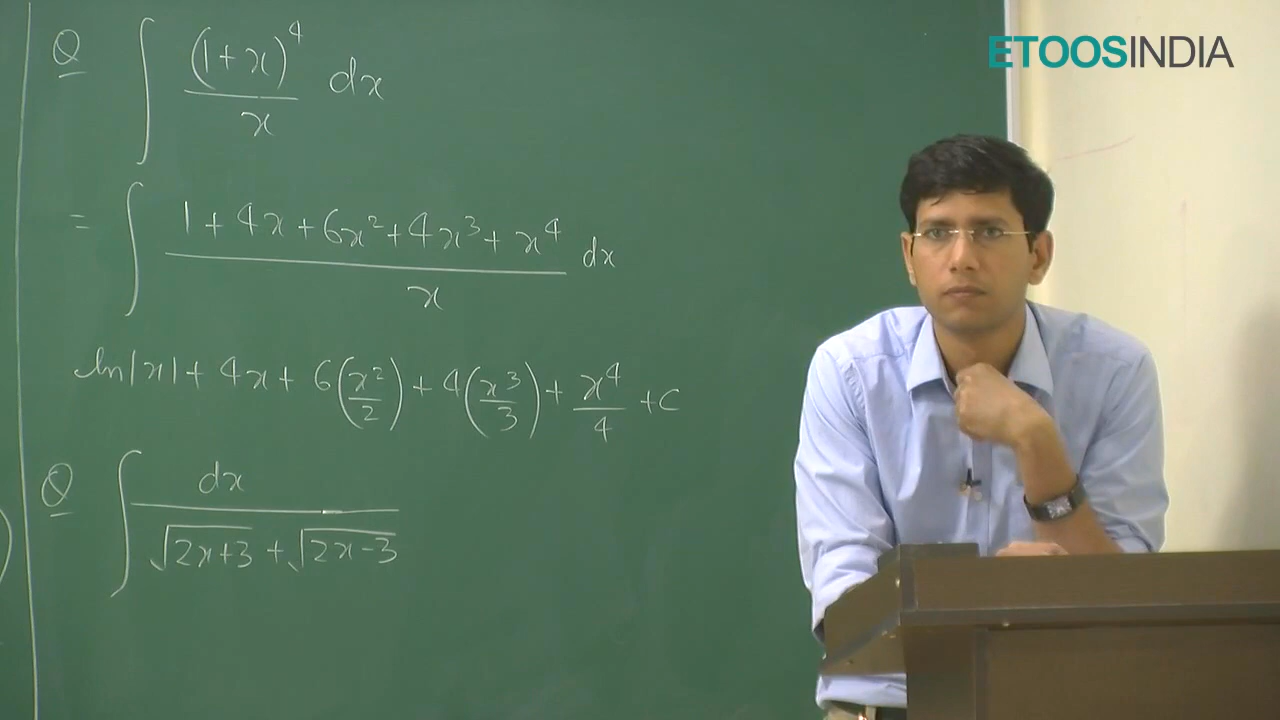 ETOOSINDIA
Q ∫ (1+x)^4 / x dx
= ∫ (1+4x+6x²+4x³+x⁴) / x dx
ln|x|+ 4x+ 6(x²/2)+4(x³/3)+ x⁴/4 +C
Q ∫ dx / (√(2x+3) + √(2x-3))